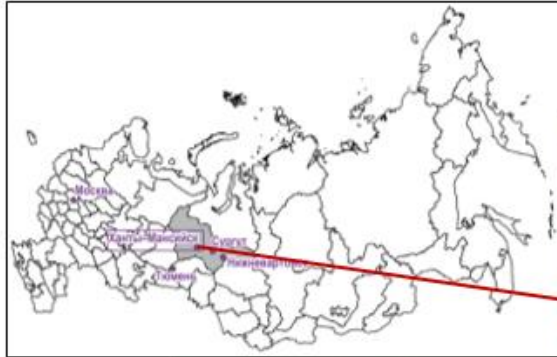 Москва
Ханты-Мансийск
Сургут
Нижневартовск
Тюмень